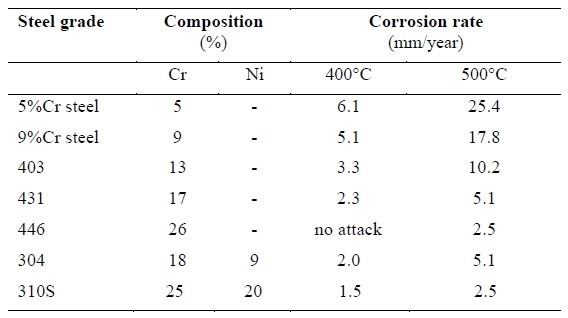 Steel grade Composition Corrosion rate
(%) (mm/year)
Cr Ni 400°C 500°C
5%Cr steel 5 - 6.1 25.4
9%Cr steel 9 - 5.1 17.8
403 13 - 3.3 10.2
431 17 - 2.3 5.1
446 26 - no attack 2.5
304 18 9 2.0 5.1
310S 25 20 1.5 2.5